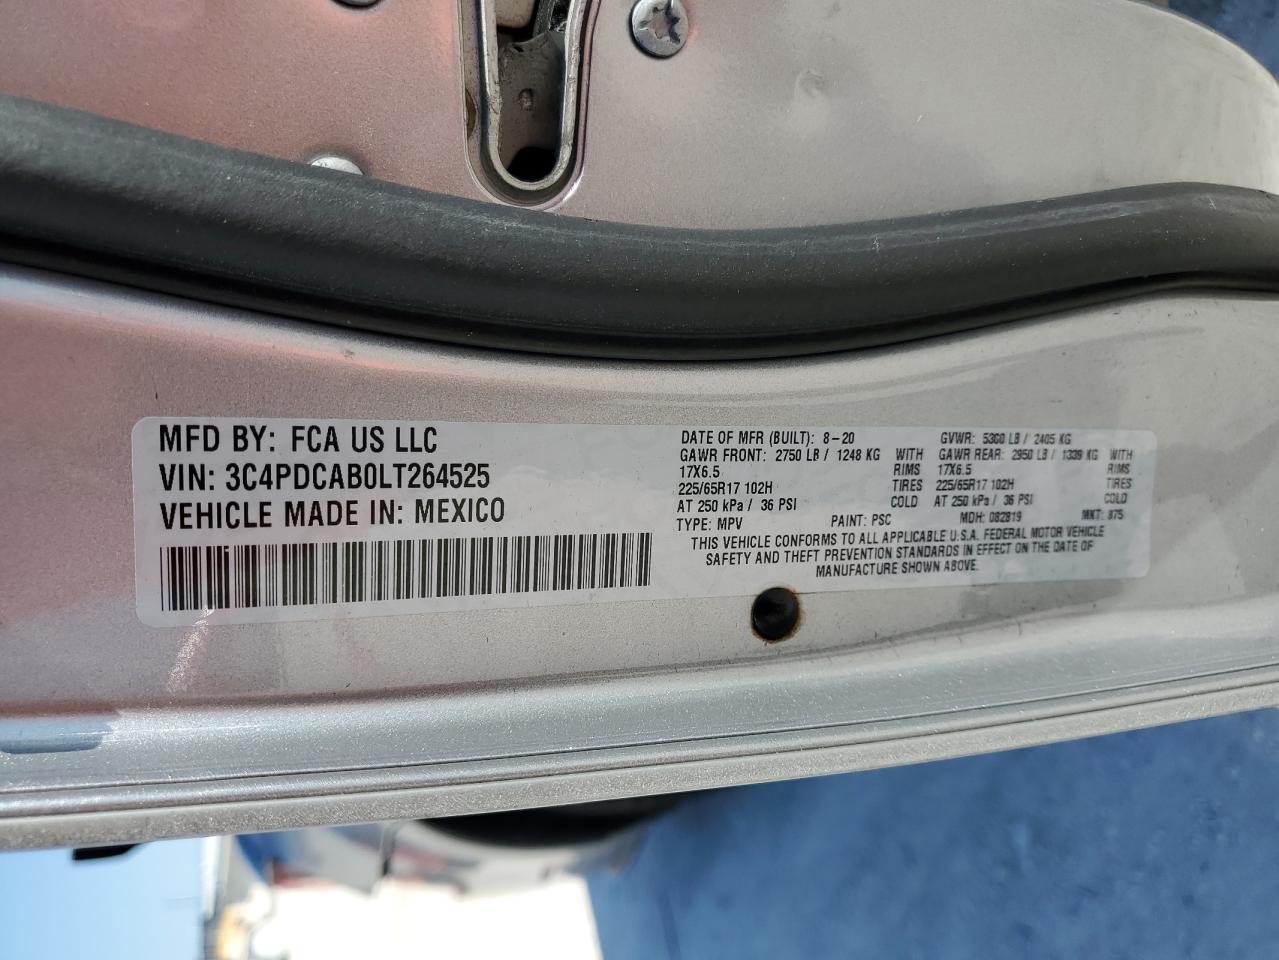 MFD BY: FCA US LLC
VIN: 3C4PDCAB0LT264525
VEHICLE MADE IN: MEXICO
DATE OF MFR (BUILT): 8-20 GVWR: 5300 LB / 2405 KG
GAWR FRONT: 2750 LB / 1248 KG WITH GAWR REAR: 2950 LB / 1339 KG WITH
17X6.5 RIMS 17X6.5 RIMS
225/65R17 102H TIRES 225/65R17 102H TIRES
AT 250 kPa / 36 PSI COLD AT 250 kPa / 36 PSI COLD
TYPE: MPV PAINT: PSC MDH: 082819 MKT: 875
THIS VEHICLE CONFORMS TO ALL APPLICABLE U.S.A. FEDERAL MOTOR VEHICLE
SAFETY AND THEFT PREVENTION STANDARDS IN EFFECT ON THE DATE OF
MANUFACTURE SHOWN ABOVE.